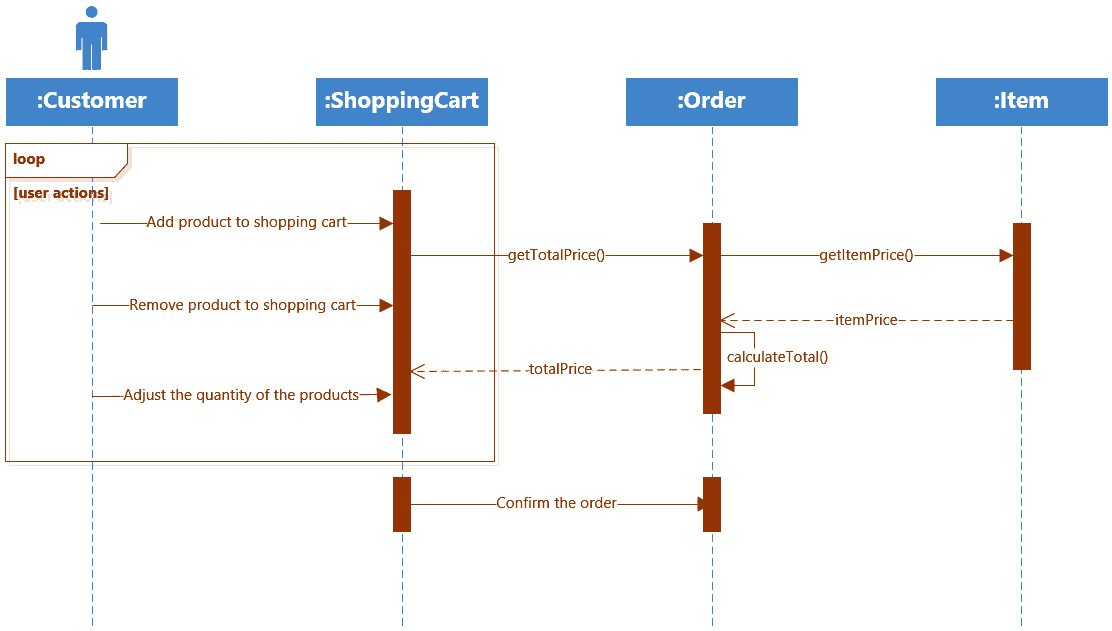 :Customer
:ShoppingCart
:Order
:Item
loop
[user actions]
Add product to shopping cart
getTotalPrice()
getItemPrice()
Remove product to shopping cart
itemPrice
calculateTotal()
totalPrice
Adjust the quantity of the products
Confirm the order